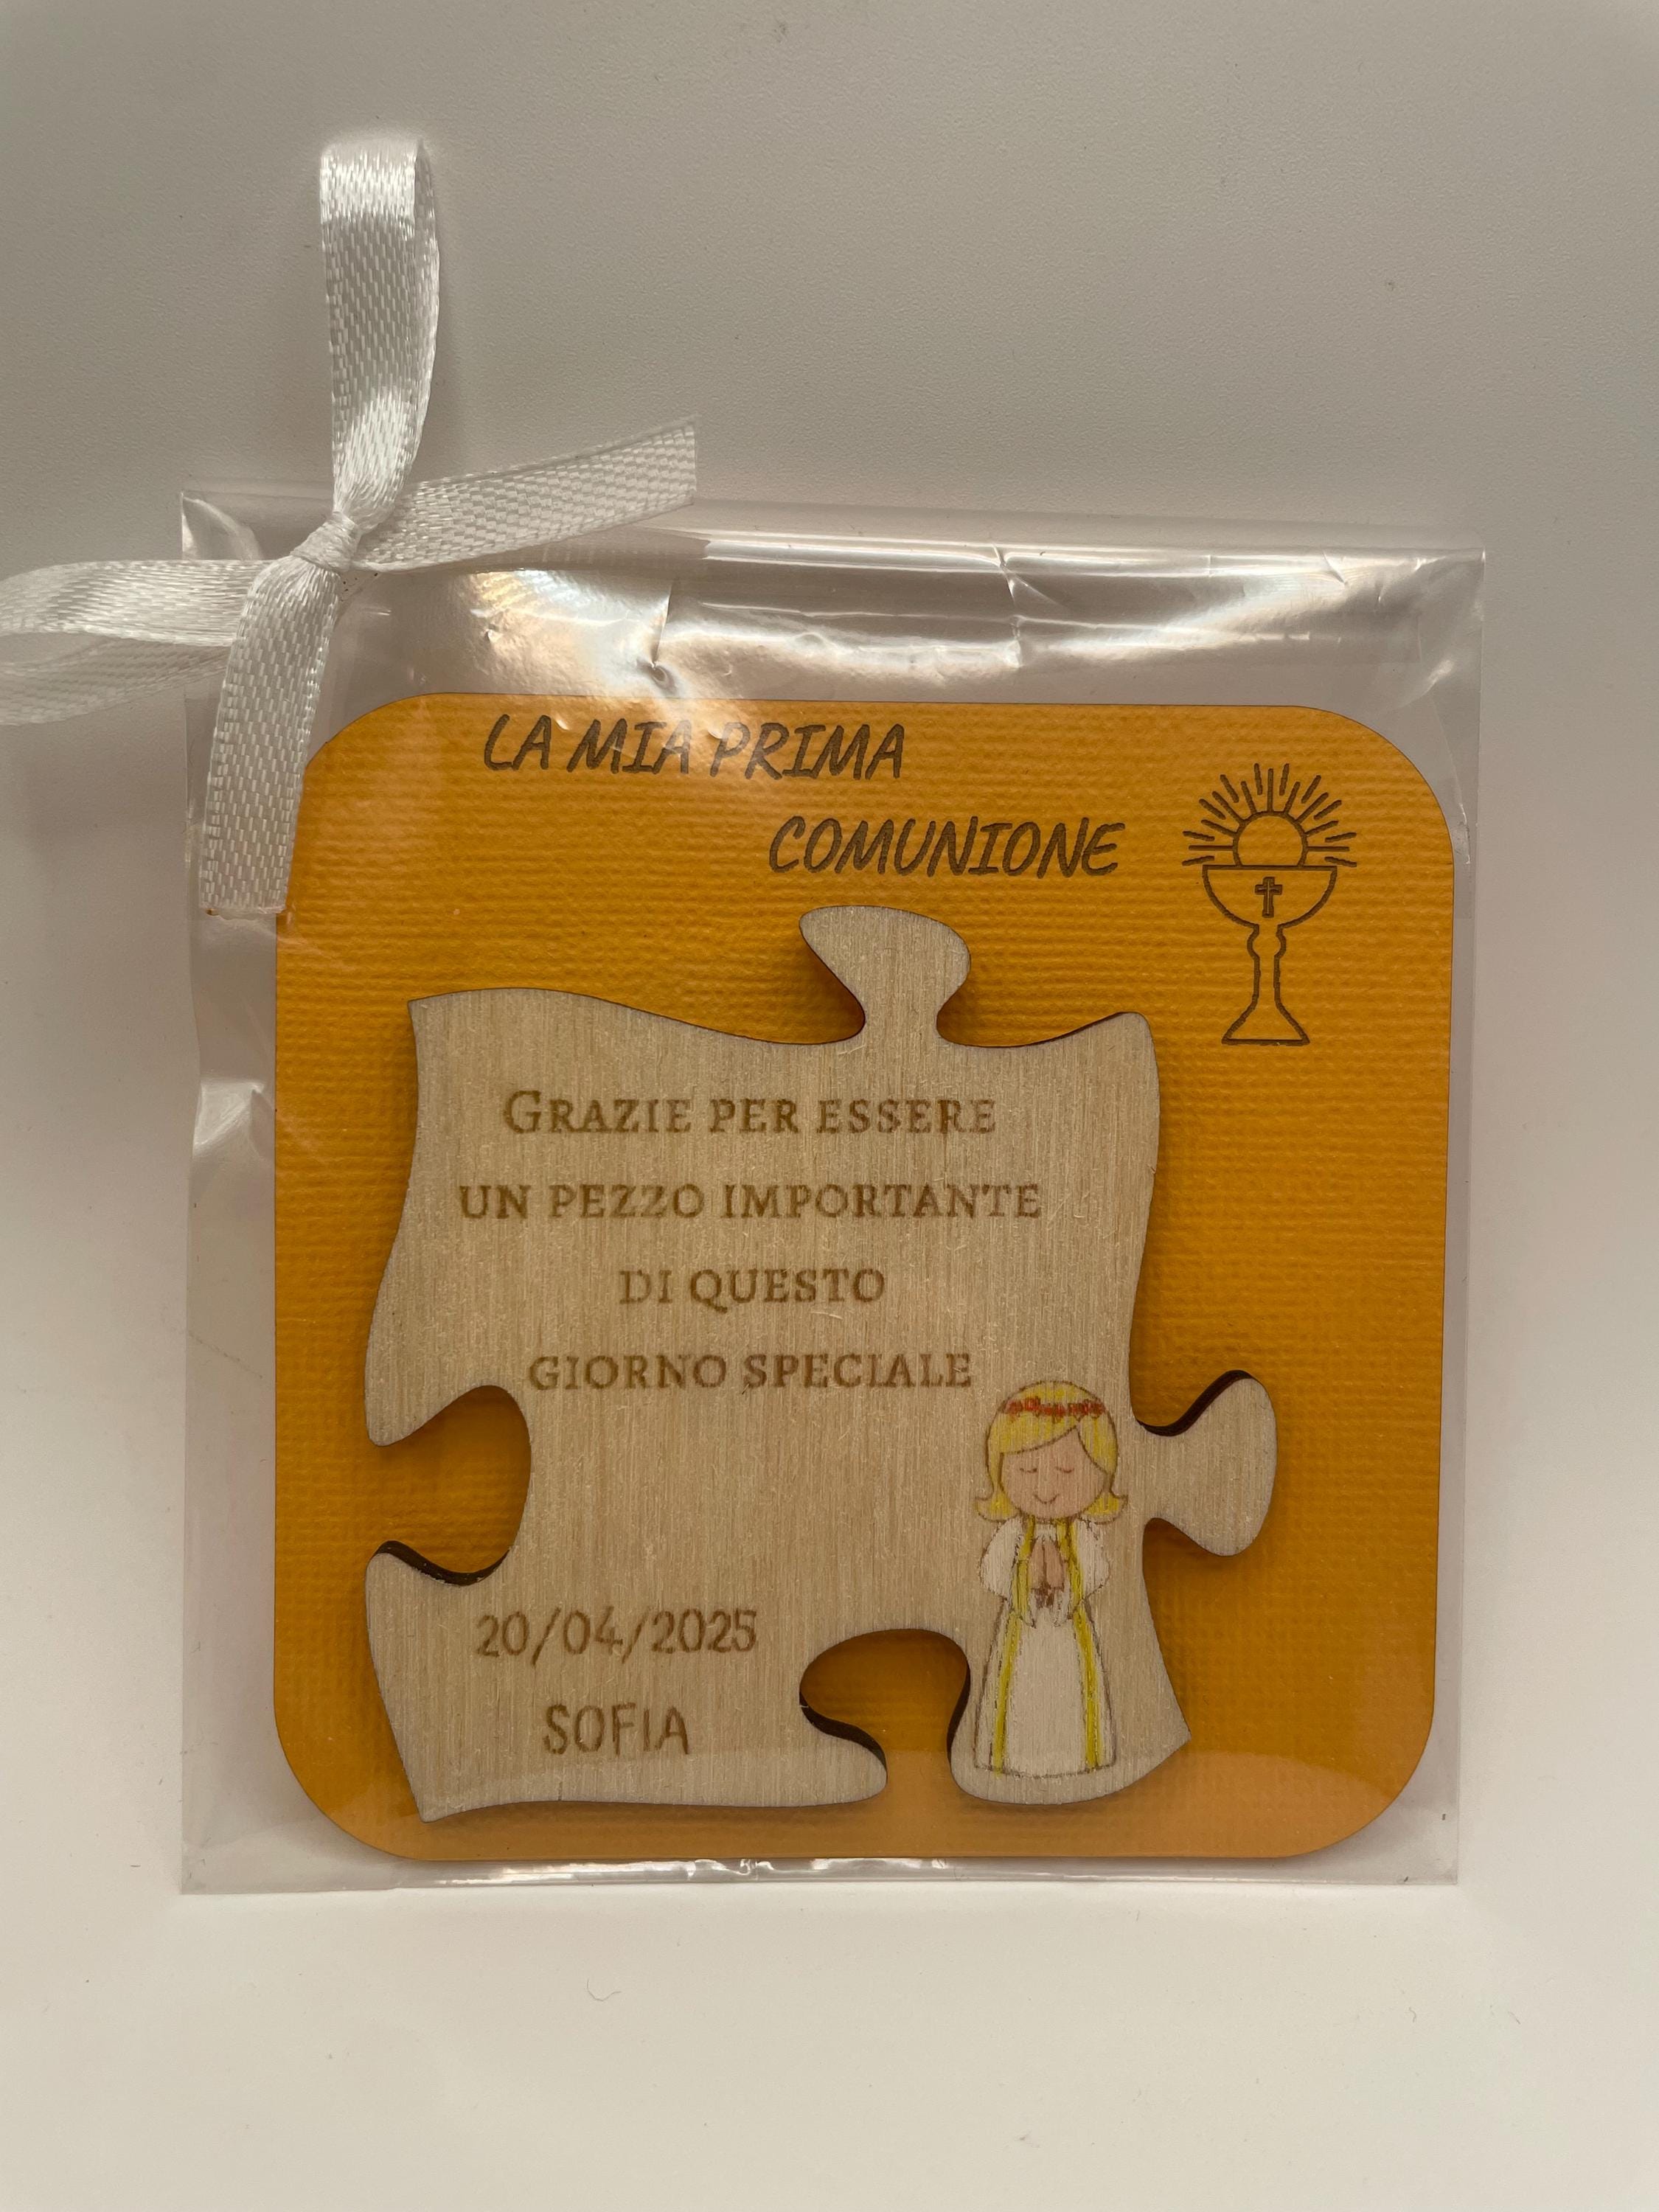 LA MIA PRIMA
COMUNIONE
GRAZIE PER ESSERE
UN PEZZO IMPORTANTE
DI QUESTO
GIORNO SPECIALE
20/04/2025
SOFIA